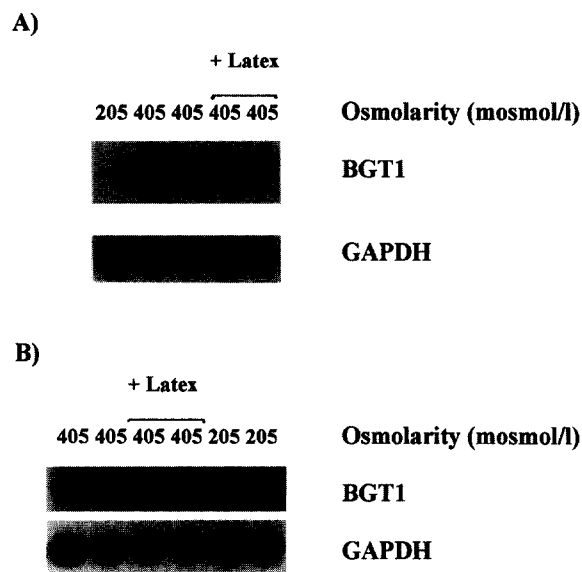 A)
+ Latex
205 405 405 405 405 Osmolarity (mosmol/l)
BGT1
GAPDH
B)
+ Latex
405 405 405 405 205 205 Osmolarity (mosmol/l)
BGT1
GAPDH